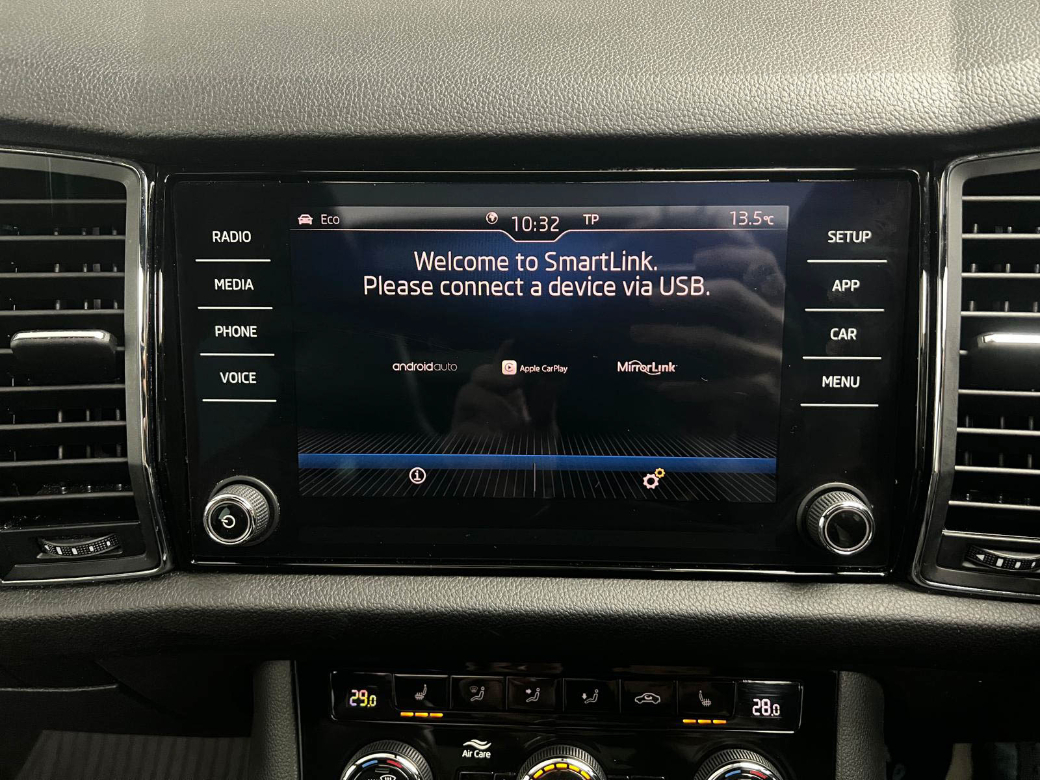 Eco 10:32 TP 13.5°C
RADIO
MEDIA
PHONE
VOICE
Welcome to SmartLink.
Please connect a device via USB.
androidauto Apple CarPlay MirrorLink
SETUP
APP
CAR
MENU
29.0
28.0
Air Care